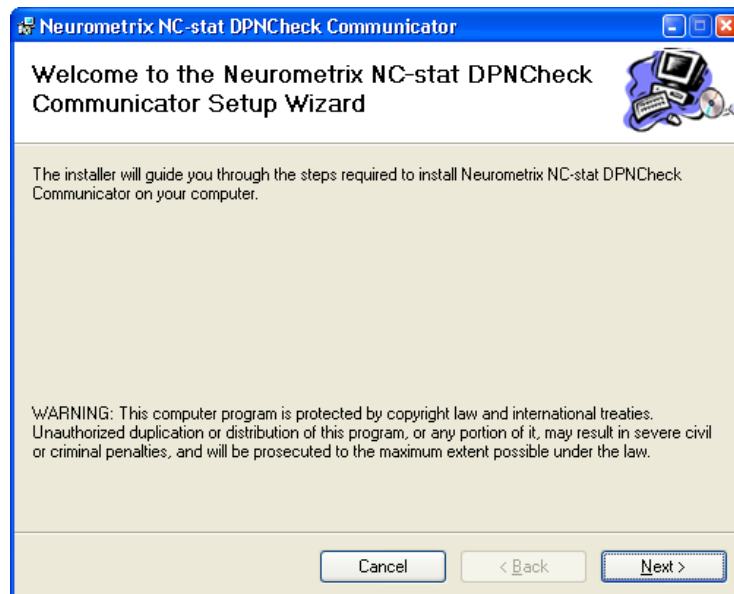 Neurometrix NC-stat DPNCheck Communicator
Welcome to the Neurometrix NC-stat DPNCheck
Communicator Setup Wizard
The installer will guide you through the steps required to install Neurometrix NC-stat DPNCheck
Communicator on your computer.
WARNING: This computer program is protected by copyright law and international treaties.
Unauthorized duplication or distribution of this program, or any portion of it, may result in severe civil
or criminal penalties, and will be prosecuted to the maximum extent possible under the law.
Cancel < Back Next >